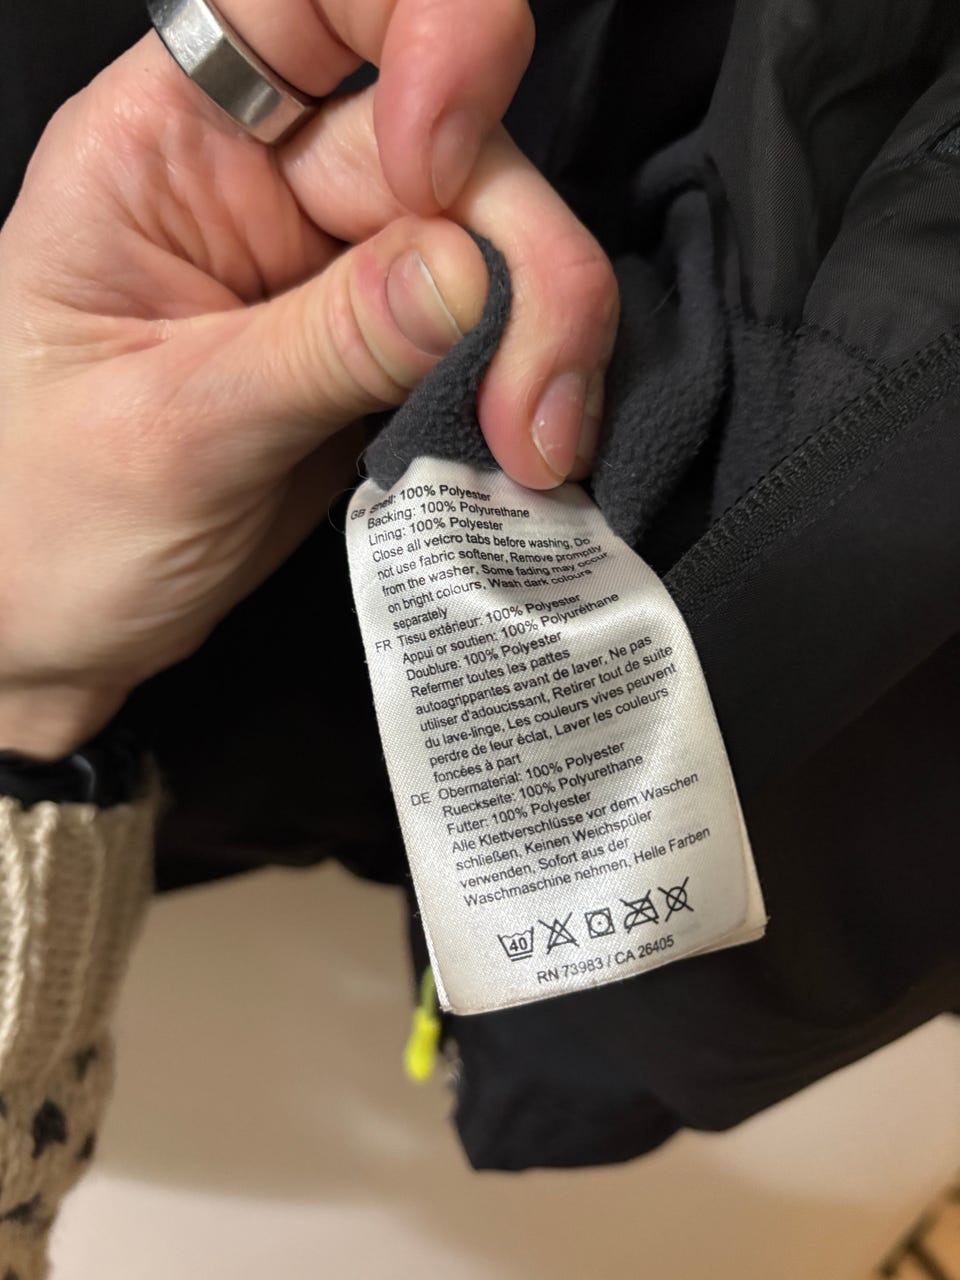 GB Shell: 100% Polyester
Backing: 100% Polyurethane
Lining: 100% Polyester
Close all velcro tabs before washing, Do
not use fabric softener, Remove promptly
from the washer, Some fading may occur
on bright colours, Wash dark colours
separately
FR Tissu extérieur: 100% Polyester
Appui or soutien: 100% Polyuréthane
Doublure: 100% Polyester
Refermer toutes les pattes
autoagrippantes avant de laver, Ne pas
utiliser d'adoucissant, Retirer tout de suite
du lave-linge, Les couleurs vives peuvent
perdre de leur éclat, Laver les couleurs
foncées à part
DE Obermaterial: 100% Polyester
Rueckseite: 100% Polyurethane
Futter: 100% Polyester
Alle Klettverschlüsse vor dem Waschen
schließen, Keinen Weichspüler
verwenden, Sofort aus der
Waschmaschine nehmen, Helle Farben
40
RN 73983 / CA 26405